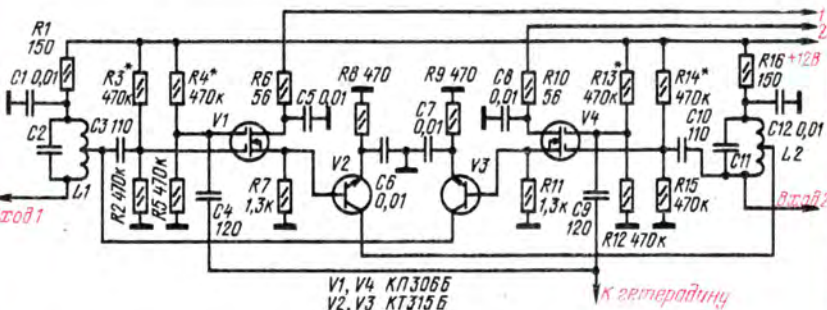 R1
150
C1 0,01
C2
L1
Вход1
R2 470к
C3 110
R3*
470к
R4*
470к
R5 470к
V1
C4
120
R6
56
C5 0,01
R7
1,3к
R8 470
V2
C6
0,01
C7
0,01
R9 470
V3
C8
0,01
R10
56
V4
R11
1,3к
C9
120
R12 470к
R13*
470к
R14*
470к
R15
470к
C10
110
C11
R16
150
C12 0,01
L2
1
2
+12В
Вход2
К гетеродину
V1, V4 КП306Б
V2, V3 КТ315Б